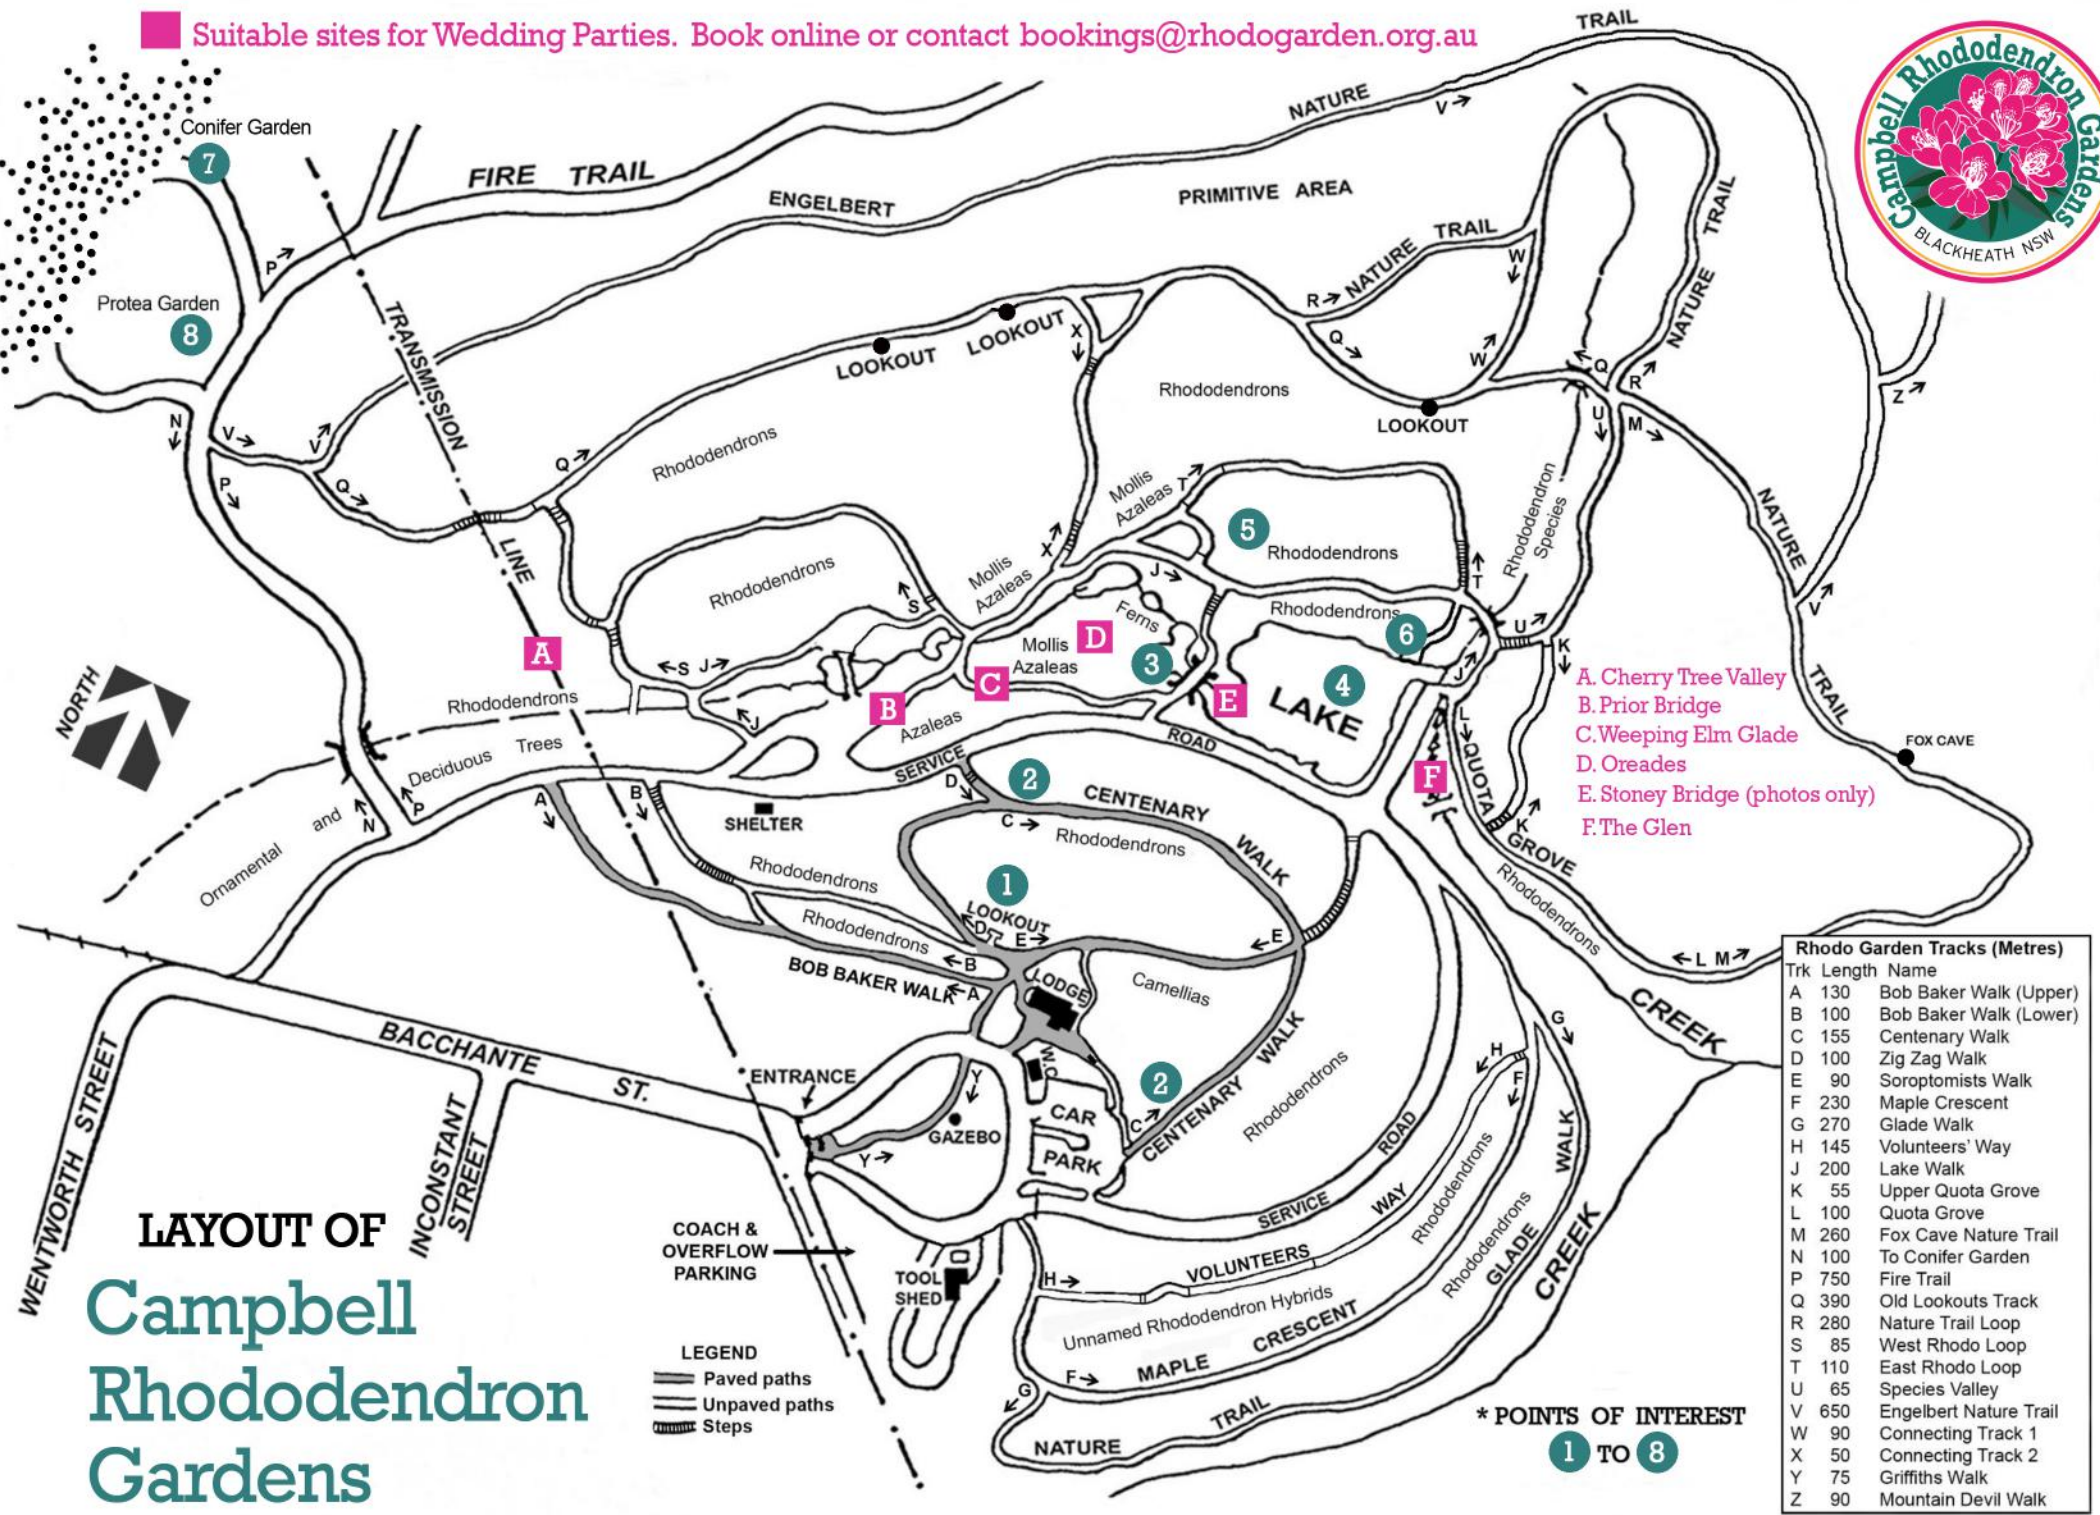 Suitable sites for Wedding Parties. Book online or contact bookings@rhodogarden.org.au
Campbell Rhododendron Gardens
BLACKHEATH NSW
Conifer Garden
7
Protea Garden
8
FIRE TRAIL
P
ENGELBERT
NATURE
V
TRAIL
PRIMITIVE AREA
TRANSMISSION
LINE
LOOKOUT
LOOKOUT
X
R
NATURE
TRAIL
W
Q
W
LOOKOUT
Q
R
NATURE
TRAIL
U
M
Z
N
V
V
P
Q
Q
Rhododendrons
Rhododendrons
Rhododendrons
S
Mollis
Azaleas
X
Mollis
Azaleas
T
5
Rhododendrons
T
Rhododendron
Species
NATURE
V
TRAIL
FOX CAVE
J
Ferns
Rhododendrons
6
U
K
J
Mollis
Azaleas
D
3
C
B
E
4
LAKE
A
S J
J
Azaleas
NORTH
Rhododendrons
Deciduous Trees
and
Ornamental
N
P
A
B
SHELTER
SERVICE
ROAD
D
2
CENTENARY
WALK
C
Rhododendrons
1
LOOKOUT
D
E
E
F
L
QUOTA
GROVE
K
Rhododendrons
L M
A. Cherry Tree Valley
B. Prior Bridge
C. Weeping Elm Glade
D. Oreades
E. Stoney Bridge (photos only)
F. The Glen
Rhododendrons
Rhododendrons
B
A
BOB BAKER WALK
LODGE
Camellias
W.C
CAR
PARK
2
C
CENTENARY
WALK
Rhododendrons
ENTRANCE
Y
GAZEBO
Y
BACCHANTE
ST.
WENTWORTH STREET
INCONSTANT
STREET
COACH &
OVERFLOW
PARKING
TOOL
SHED
SERVICE
ROAD
H
VOLUNTEERS
WAY
H
F
G
Rhododendrons
Rhododendrons
GLADE
WALK
CREEK
CREEK
Unnamed Rhododendron Hybrids
F
MAPLE
CRESCENT
G
NATURE
TRAIL
LAYOUT OF
Campbell
Rhododendron
Gardens
LEGEND
Paved paths
Unpaved paths
Steps
* POINTS OF INTEREST
1 TO 8
Rhodo Garden Tracks (Metres)
Trk Length Name
A 130 Bob Baker Walk (Upper)
B 100 Bob Baker Walk (Lower)
C 155 Centenary Walk
D 100 Zig Zag Walk
E 90 Soroptomists Walk
F 230 Maple Crescent
G 270 Glade Walk
H 145 Volunteers' Way
J 200 Lake Walk
K 55 Upper Quota Grove
L 100 Quota Grove
M 260 Fox Cave Nature Trail
N 100 To Conifer Garden
P 750 Fire Trail
Q 390 Old Lookouts Track
R 280 Nature Trail Loop
S 85 West Rhodo Loop
T 110 East Rhodo Loop
U 65 Species Valley
V 650 Engelbert Nature Trail
W 90 Connecting Track 1
X 50 Connecting Track 2
Y 75 Griffiths Walk
Z 90 Mountain Devil Walk